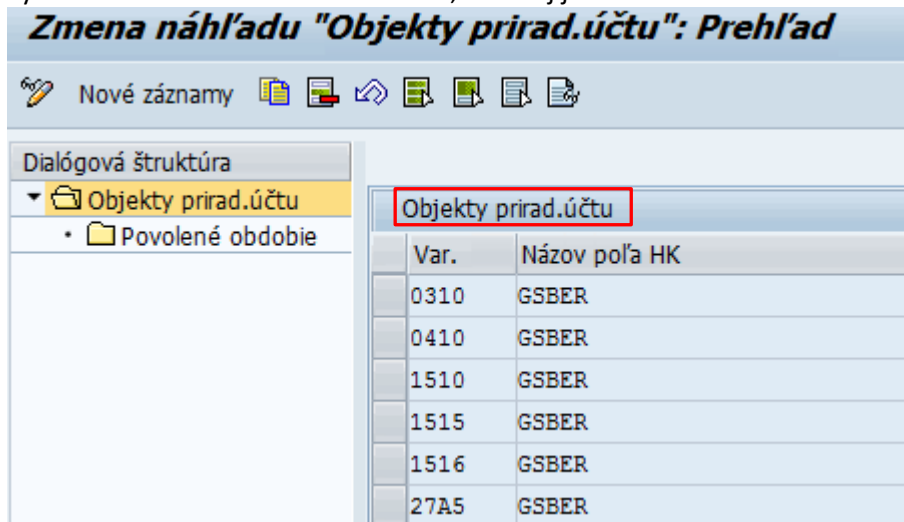 Zmena náhľadu "Objekty prirad.účtu": Prehľad
Nové záznamy
Dialógová štruktúra
Objekty prirad.účtu
Povolené obdobie
Objekty prirad.účtu
Var. Názov poľa HK
0310 GSBER
0410 GSBER
1510 GSBER
1515 GSBER
1516 GSBER
27A5 GSBER